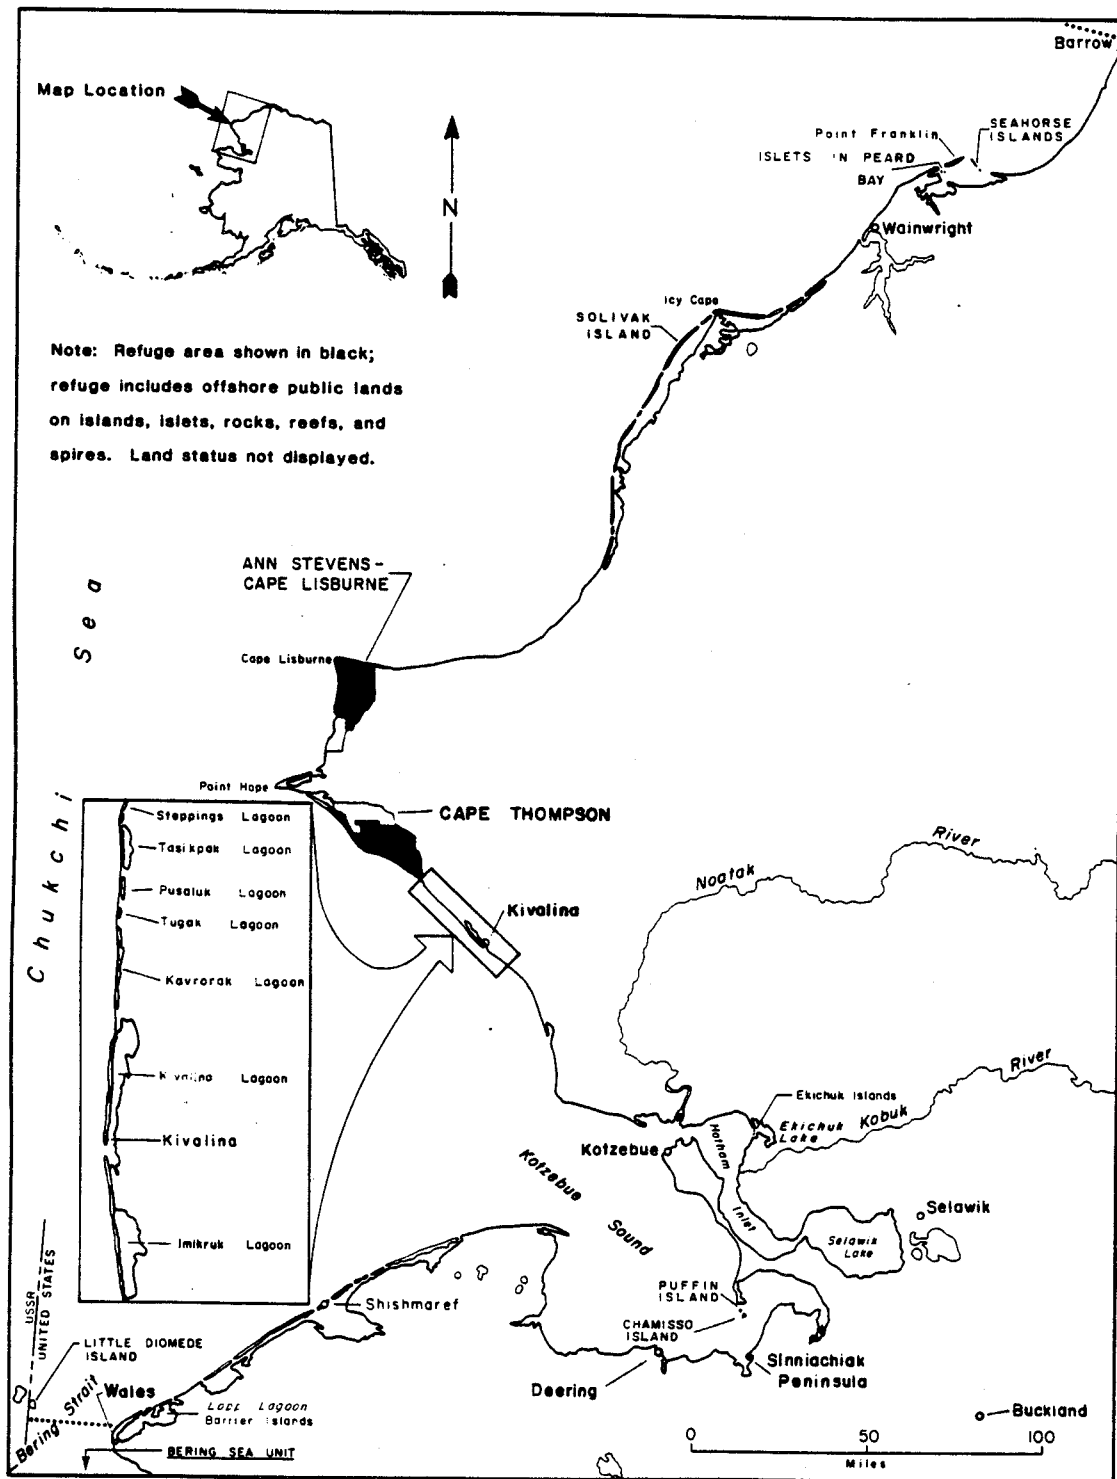 Barrow
Map Location
Point Franklin
SEAHORSE
ISLANDS
ISLETS IN PEARD
BAY
N
Wainwright
Icy Cape
SOLIVAK
ISLAND
Note: Refuge area shown in black;
refuge includes offshore public lands
on islands, islets, rocks, reefs, and
spires. Land status not displayed.
ANN STEVENS-
CAPE LISBURNE
Cape Lisburne
Chukchi Sea
Point Hope
CAPE THOMPSON
Steppings Lagoon
Tasikpak Lagoon
Pusaluk Lagoon
Tugak Lagoon
Kavrorak Lagoon
Kivalina Lagoon
Kivalina
Imikruk Lagoon
Kivalina
Noatak River
Kobuk River
Ekichuk Islands
Ekichuk
Lake
Hotham Inlet
Kotzebue
Kotzebue Sound
Selawik
Selawik
Lake
PUFFIN
ISLAND
CHAMISSO
ISLAND
Shishmaref
USSR
UNITED STATES
LITTLE DIOMEDE
ISLAND
Wales
Bering Strait
Lopp Lagoon
Barrier Islands
BERING SEA UNIT
Deering
Sinniachiak
Peninsula
Buckland
0 50 100
Miles